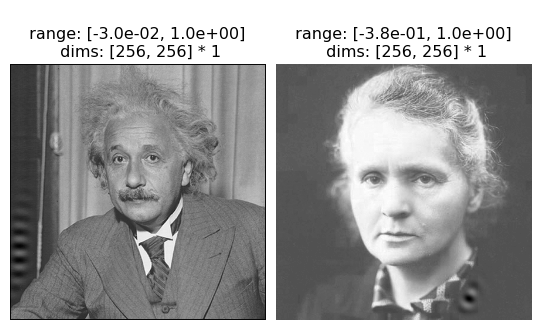 range: [-3.0e-02, 1.0e+00]
dims: [256, 256] * 1
range: [-3.8e-01, 1.0e+00]
dims: [256, 256] * 1